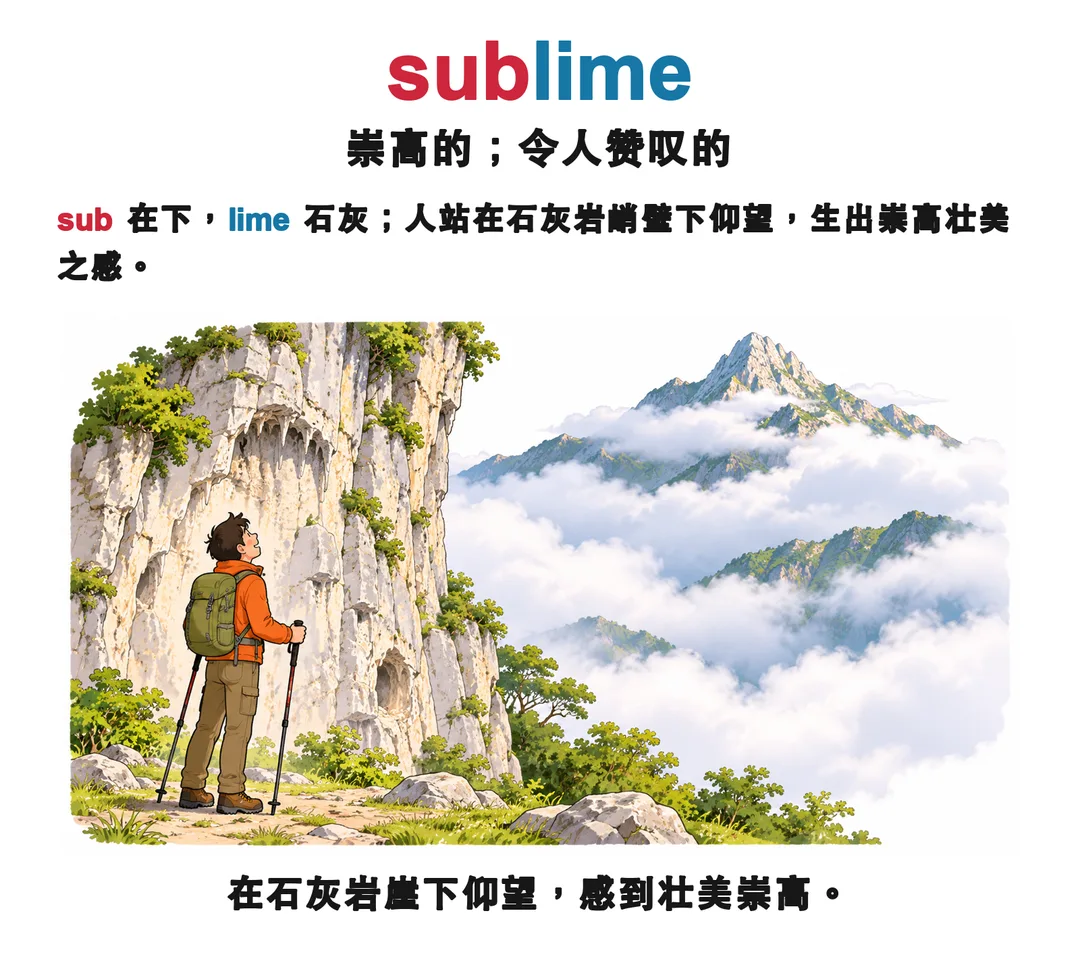 sublime
崇高的；令人赞叹的
sub 在下，lime 石灰；人站在石灰岩峭壁下仰望，生出崇高壮美
之感。
在石灰岩崖下仰望，感到壮美崇高。